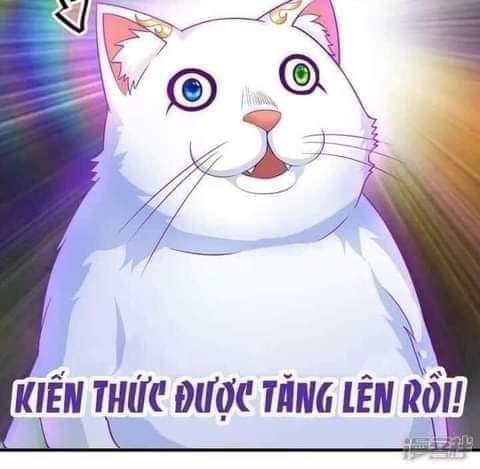 KIẾN THỨC ĐƯỢC TĂNG LÊN RỒI!